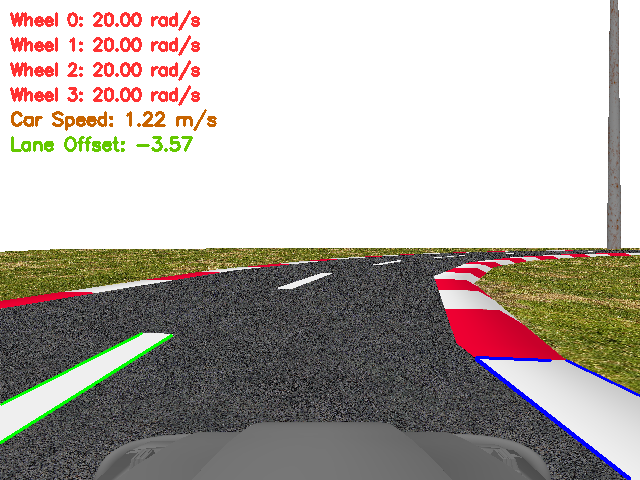 Wheel 0: 20.00 rad/s
Wheel 1: 20.00 rad/s
Wheel 2: 20.00 rad/s
Wheel 3: 20.00 rad/s
Car Speed: 1.22 m/s
Lane Offset: -3.57